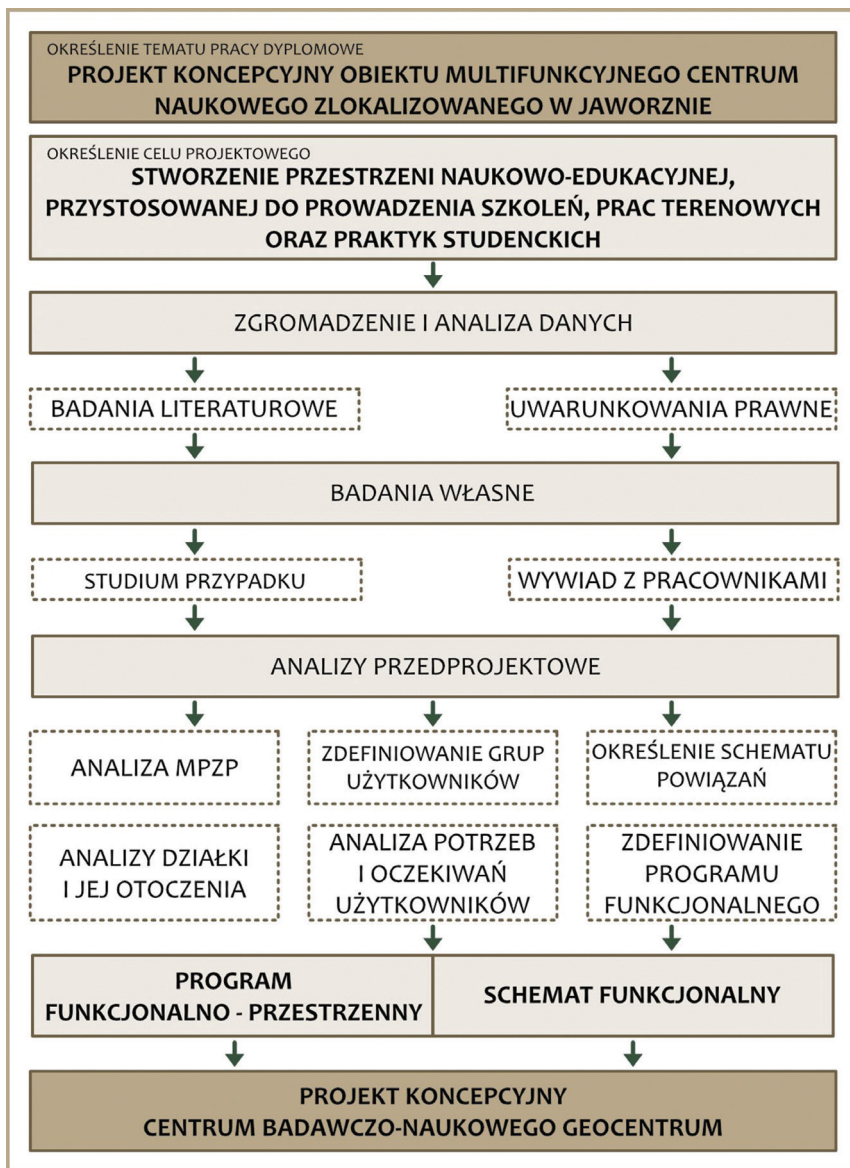 OKREŚLENIE TEMATU PRACY DYPLOMOWE
PROJEKT KONCEPCYJNY OBIEKTU MULTIFUNKCYJNEGO CENTRUM
NAUKOWEGO ZLOKALIZOWANEGO W JAWORZNIE
OKREŚLENIE CELU PROJEKTOWEGO
STWORZENIE PRZESTRZENI NAUKOWO-EDUKACYJNEJ,
PRZYSTOSOWANEJ DO PROWADZENIA SZKOLEŃ, PRAC TERENOWYCH
ORAZ PRAKTYK STUDENCKICH
ZGROMADZENIE I ANALIZA DANYCH
BADANIA LITERATUROWE
UWARUNKOWANIA PRAWNE
BADANIA WŁASNE
STUDIUM PRZYPADKU
WYWIAD Z PRACOWNIKAMI
ANALIZY PRZEDPROJEKTOWE
ANALIZA MPZP
ZDEFINIOWANIE GRUP
UŻYTKOWNIKÓW
OKREŚLENIE SCHEMATU
POWIĄZAŃ
ANALIZY DZIAŁKI
I JEJ OTOCZENIA
ANALIZA POTRZEB
I OCZEKIWAŃ
UŻYTKOWNIKÓW
ZDEFINIOWANIE
PROGRAMU
FUNKCJONALNEGO
PROGRAM
FUNKCJONALNO - PRZESTRZENNY
SCHEMAT FUNKCJONALNY
PROJEKT KONCEPCYJNY
CENTRUM BADAWCZO-NAUKOWEGO GEOCENTRUM